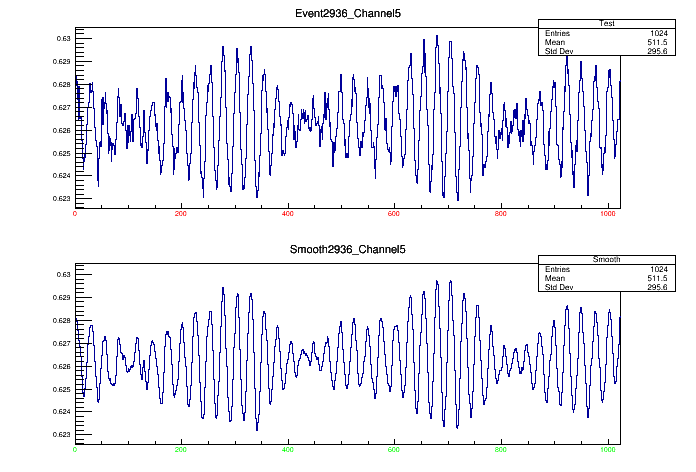 Event2936_Channel5
Test
Entries 1024
Mean 511.5
Std Dev 295.6
0.63
0.629
0.628
0.627
0.626
0.625
0.624
0.623
0 200 400 600 800 1000
Smooth2936_Channel5
Smooth
Entries 1024
Mean 511.5
Std Dev 295.6
0.63
0.629
0.628
0.627
0.626
0.625
0.624
0.623
0 200 400 600 800 1000